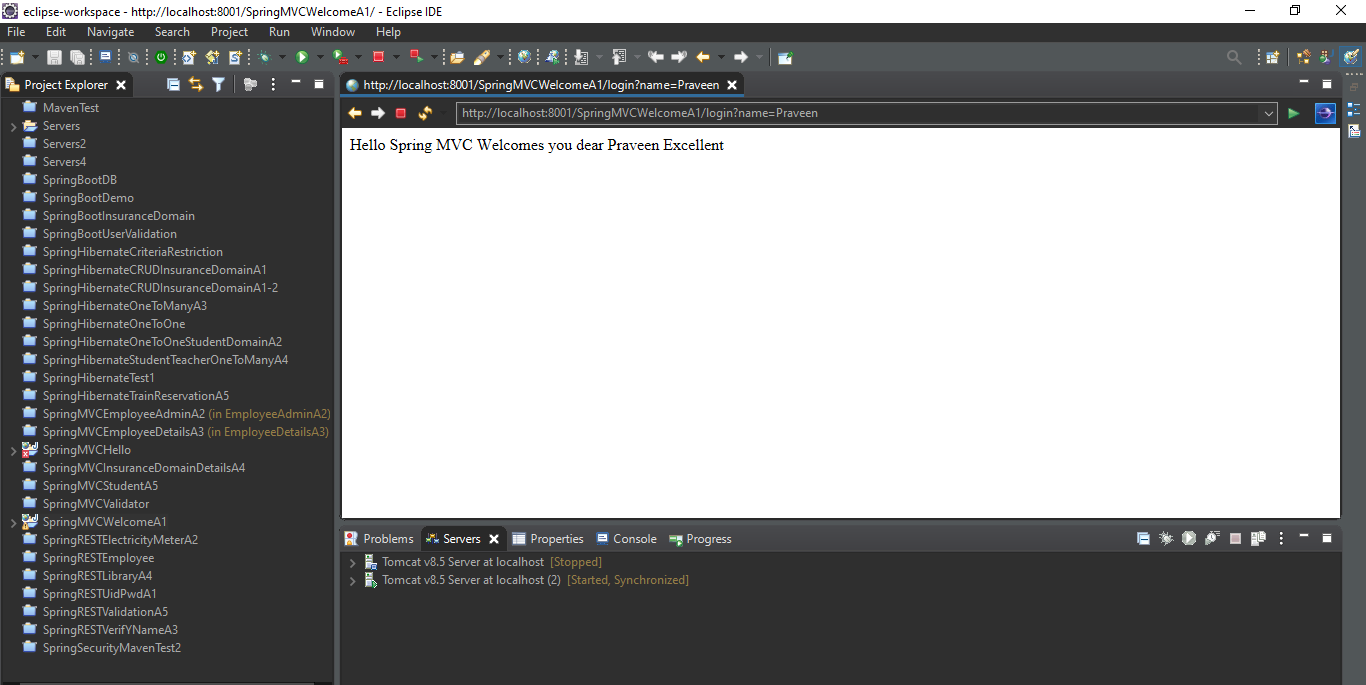 eclipse-workspace - http://localhost:8001/SpringMVCWelcomeA1/ - Eclipse IDE
File Edit Navigate Search Project Run Window Help
Project Explorer
http://localhost:8001/SpringMVCWelcomeA1/login?name=Praveen
http://localhost:8001/SpringMVCWelcomeA1/login?name=Praveen
Hello Spring MVC Welcomes you dear Praveen Excellent
MavenTest
Servers
Servers2
Servers4
SpringBootDB
SpringBootDemo
SpringBootInsuranceDomain
SpringBootUserValidation
SpringHibernateCriteriaRestriction
SpringHibernateCRUDInsuranceDomainA1
SpringHibernateCRUDInsuranceDomainA1-2
SpringHibernateOneToManyA3
SpringHibernateOneToOne
SpringHibernateOneToOneStudentDomainA2
SpringHibernateStudentTeacherOneToManyA4
SpringHibernateTest1
SpringHibernateTrainReservationA5
SpringMVCEmployeeAdminA2 (in EmployeeAdminA2)
SpringMVCEmployeeDetailsA3 (in EmployeeDetailsA3)
SpringMVCHello
SpringMVCInsuranceDomainDetailsA4
SpringMVCStudentA5
SpringMVCValidator
SpringMVCWelcomeA1
SpringRESTElectricityMeterA2
SpringRESTEmployee
SpringRESTLibraryA4
SpringRESTUidPwdA1
SpringRESTValidationA5
SpringRESTVerifYNameA3
SpringSecurityMavenTest2
Problems Servers Properties Console Progress
Tomcat v8.5 Server at localhost [Stopped]
Tomcat v8.5 Server at localhost (2) [Started, Synchronized]